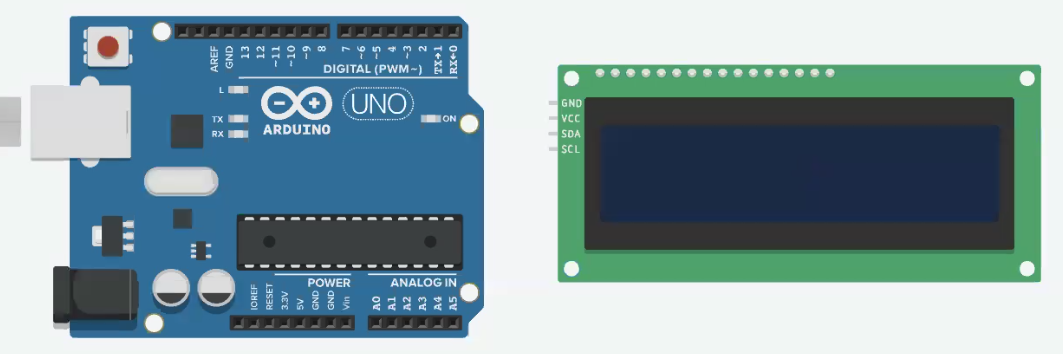 AREF
GND
13
12
~11
~10
~9
8
7
~6
~5
4
~3
2
TX→1
RX←0
DIGITAL (PWM~)
L
TX
RX
UNO
ARDUINO
ON
GND
VCC
SDA
SCL
POWER
ANALOG IN
IOREF
RESET
3.3V
5V
GND
GND
Vin
A0
A1
A2
A3
A4
A5